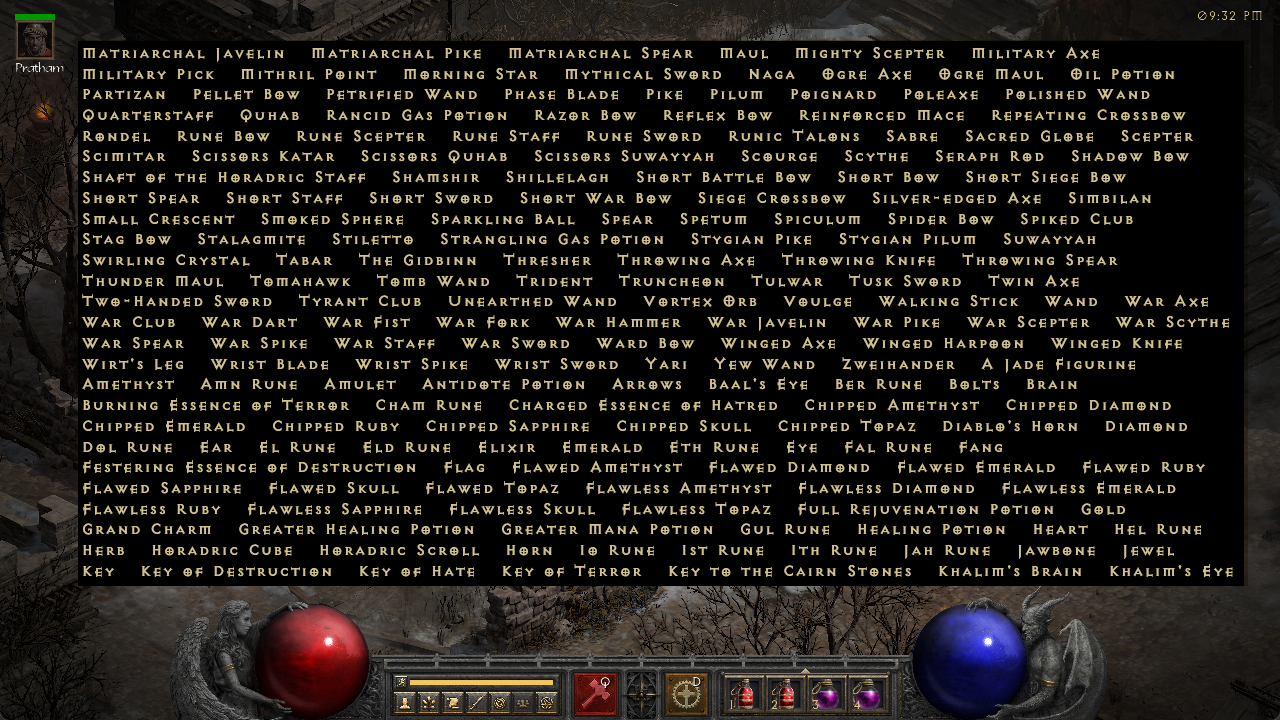 09:32 PM
Pratham
Matriarchal Javelin Matriarchal Pike Matriarchal Spear Maul Mighty Scepter Military Axe
Military Pick Mithril Point Morning Star Mythical Sword Naga Ogre Axe Ogre Maul Oil Potion
Partizan Pellet Bow Petrified Wand Phase Blade Pike Pilum Poignard Poleaxe Polished Wand
Quarterstaff Quhab Rancid Gas Potion Razor Bow Reflex Bow Reinforced Mace Repeating Crossbow
Rondel Rune Bow Rune Scepter Rune Staff Rune Sword Runic Talons Sabre Sacred Globe Scepter
Scimitar Scissors Katar Scissors Quhab Scissors Suwayyah Scourge Scythe Seraph Rod Shadow Bow
Shaft of the Horadric Staff Shamshir Shillelagh Short Battle Bow Short Bow Short Siege Bow
Short Spear Short Staff Short Sword Short War Bow Siege Crossbow Silver-edged Axe Simbilan
Small Crescent Smoked Sphere Sparkling Ball Spear Spetum Spiculum Spider Bow Spiked Club
Stag Bow Stalagmite Stiletto Strangling Gas Potion Stygian Pike Stygian Pilum Suwayyah
Swirling Crystal Tabar The Gidbinn Thresher Throwing Axe Throwing Knife Throwing Spear
Thunder Maul Tomahawk Tomb Wand Trident Truncheon Tulwar Tusk Sword Twin Axe
Two-Handed Sword Tyrant Club Unearthed Wand Vortex Orb Voulge Walking Stick Wand War Axe
War Club War Dart War Fist War Fork War Hammer War Javelin War Pike War Scepter War Scythe
War Spear War Spike War Staff War Sword Ward Bow Winged Axe Winged Harpoon Winged Knife
Wirt's Leg Wrist Blade Wrist Spike Wrist Sword Yari Yew Wand Zweihander A Jade Figurine
Amethyst Amn Rune Amulet Antidote Potion Arrows Baal's Eye Ber Rune Bolts Brain
Burning Essence of Terror Cham Rune Charged Essence of Hatred Chipped Amethyst Chipped Diamond
Chipped Emerald Chipped Ruby Chipped Sapphire Chipped Skull Chipped Topaz Diablo's Horn Diamond
Dol Rune Ear El Rune Eld Rune Elixir Emerald Eth Rune Eye Fal Rune Fang
Festering Essence of Destruction Flag Flawed Amethyst Flawed Diamond Flawed Emerald Flawed Ruby
Flawed Sapphire Flawed Skull Flawed Topaz Flawless Amethyst Flawless Diamond Flawless Emerald
Flawless Ruby Flawless Sapphire Flawless Skull Flawless Topaz Full Rejuvenation Potion Gold
Grand Charm Greater Healing Potion Greater Mana Potion Gul Rune Healing Potion Heart Hel Rune
Herb Horadric Cube Horadric Scroll Horn Io Rune Ist Rune Ith Rune Jah Rune Jawbone Jewel
Key Key of Destruction Key of Hate Key of Terror Key to the Cairn Stones Khalim's Brain Khalim's Eye
Q D 1 2 3 4